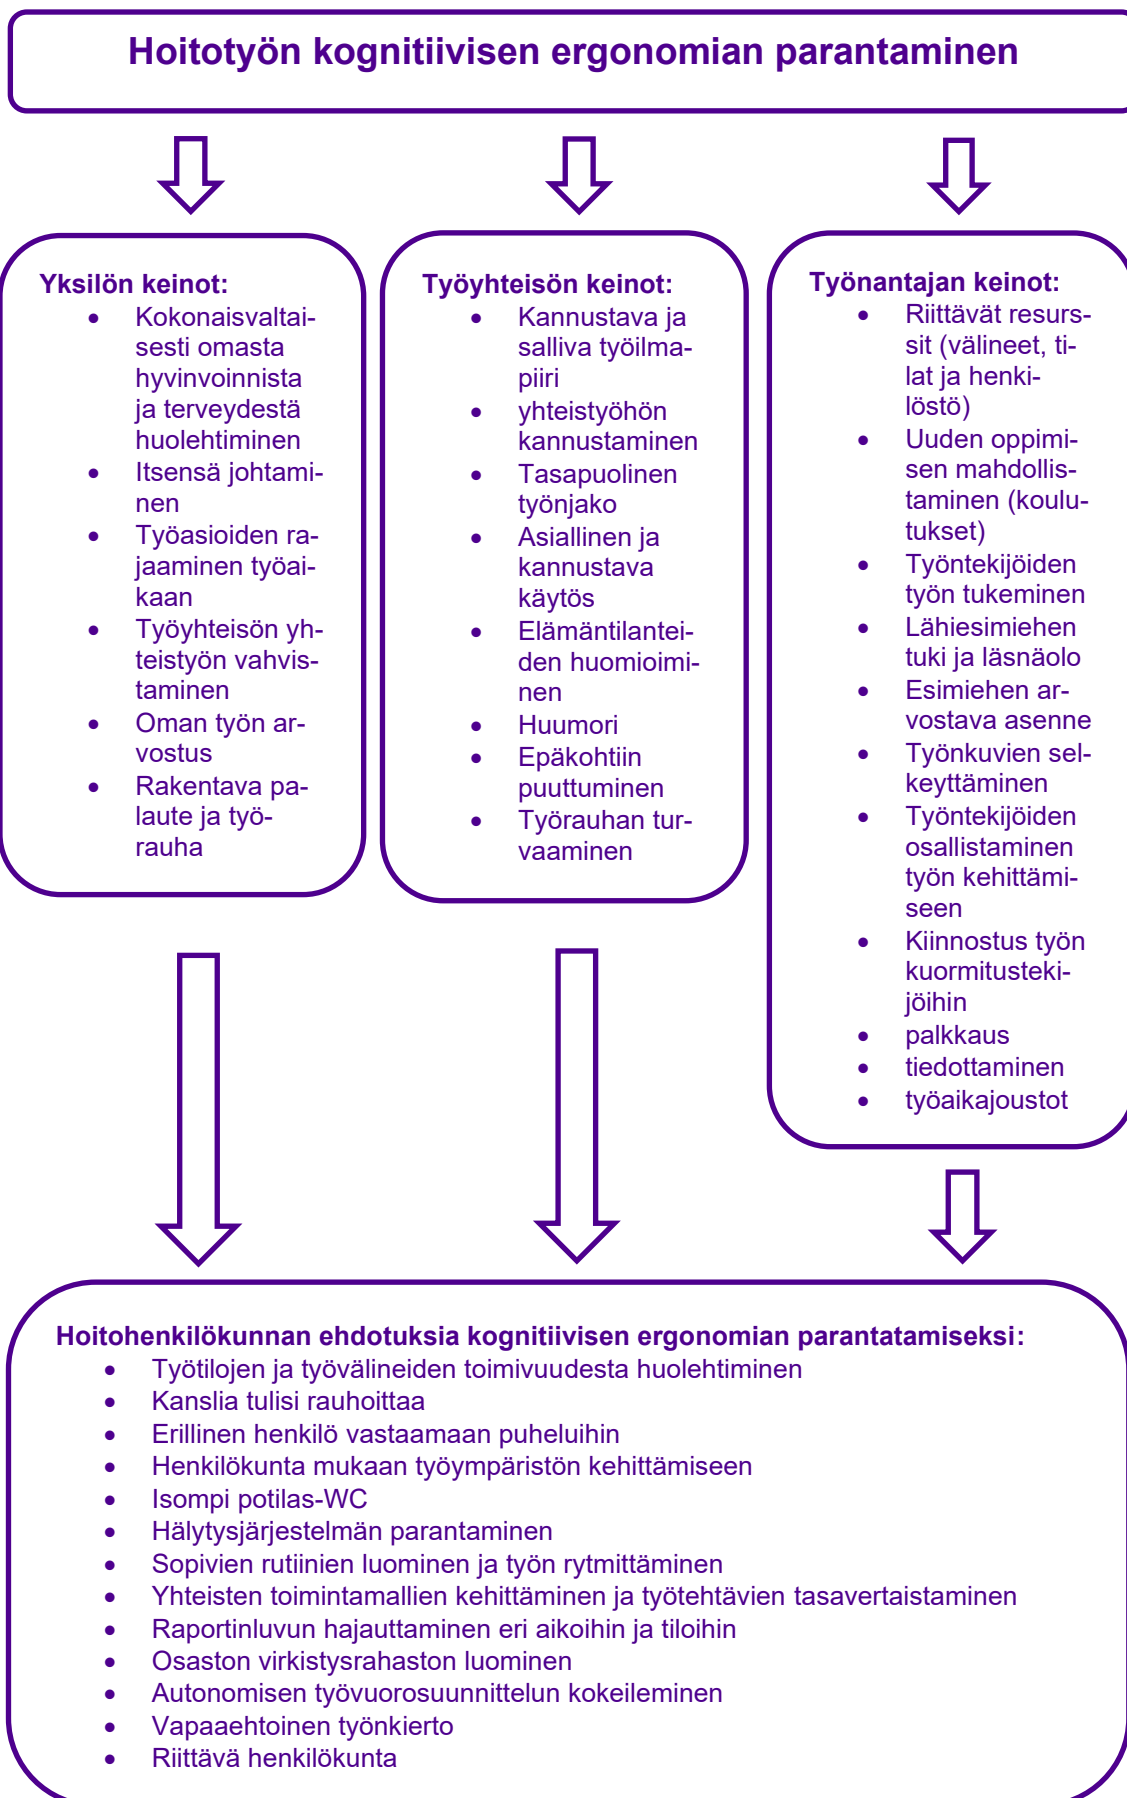 Hoitotyön kognitiivisen ergonomian parantaminen
Yksilön keinot:
• Kokonaisvaltai-
sesti omasta
hyvinvoinnista
ja terveydestä
huolehtiminen
• Itsensä johtami-
nen
• Työasioiden ra-
jaaminen työai-
kaan
• Työyhteisön yh-
teistyön vahvis-
taminen
• Oman työn ar-
vostus
• Rakentava pa-
laute ja työ-
rauha
Työyhteisön keinot:
• Kannustava ja
salliva työilma-
piiri
• yhteistyöhön
kannustaminen
• Tasapuolinen
työnjako
• Asiallinen ja
kannustava
käytös
• Elämäntilantei-
den huomioimi-
nen
• Huumori
• Epäkohtiin
puuttuminen
• Työrauhan tur-
vaaminen
Työnantajan keinot:
• Riittävät resurs-
sit (välineet, ti-
lat ja henki-
löstö)
• Uuden oppimi-
sen mahdollis-
taminen (koulu-
tukset)
• Työntekijöiden
työn tukeminen
• Lähiesimiehen
tuki ja läsnäolo
• Esimiehen ar-
vostava asenne
• Työnkuvien sel-
keyttäminen
• Työntekijöiden
osallistaminen
työn kehittämi-
seen
• Kiinnostus työn
kuormitusteki-
jöihin
• palkkaus
• tiedottaminen
• työaikajoustot
Hoitohenkilökunnan ehdotuksia kognitiivisen ergonomian parantatamiseksi:
• Työtilojen ja työvälineiden toimivuudesta huolehtiminen
• Kanslia tulisi rauhoittaa
• Erillinen henkilö vastaamaan puheluihin
• Henkilökunta mukaan työympäristön kehittämiseen
• Isompi potilas-WC
• Hälytysjärjestelmän parantaminen
• Sopivien rutiinien luominen ja työn rytmittäminen
• Yhteisten toimintamallien kehittäminen ja työtehtävien tasavertaistaminen
• Raportinluvun hajauttaminen eri aikoihin ja tiloihin
• Osaston virkistysrahaston luominen
• Autonomisen työvuorosuunnittelun kokeileminen
• Vapaaehtoinen työnkierto
• Riittävä henkilökunta